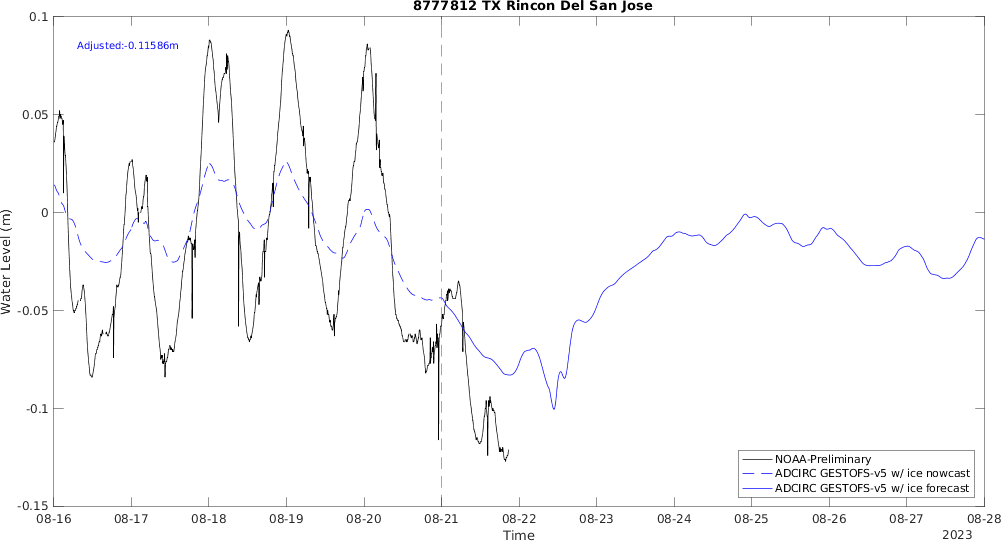 8777812 TX Rincon Del San Jose
Adjusted:-0.11586m
0.1
0.05
0
-0.05
-0.1
-0.15
Water Level (m)
NOAA-Preliminary
ADCIRC GESTOFS-v5 w/ ice nowcast
ADCIRC GESTOFS-v5 w/ ice forecast
08-16 08-17 08-18 08-19 08-20 08-21 08-22 08-23 08-24 08-25 08-26 08-27 08-28
Time
2023